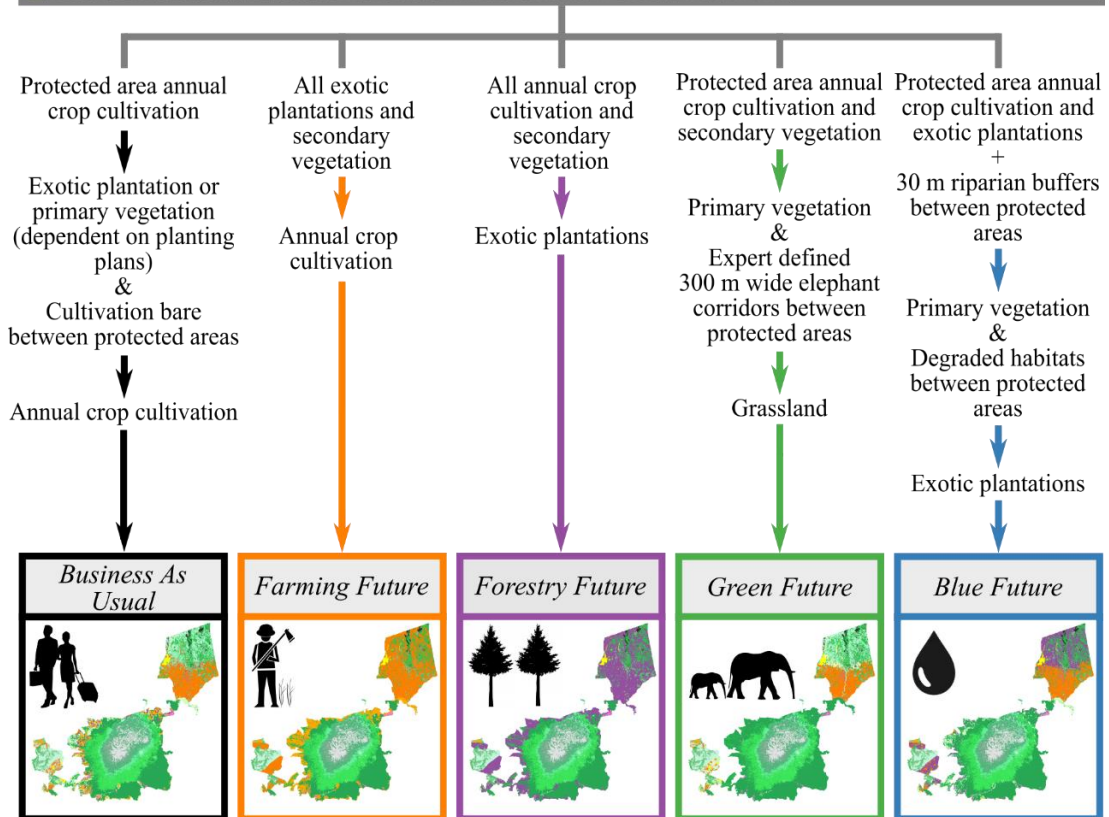 Protected area annual
crop cultivation
Exotic plantation or
primary vegetation
(dependent on planting
plans)
&
Cultivation bare
between protected areas
Annual crop cultivation
Business As
Usual
All exotic
plantations and
secondary
vegetation
Annual crop
cultivation
Farming Future
All annual crop
cultivation and
secondary
vegetation
Exotic plantations
Forestry Future
Protected area annual
crop cultivation and
secondary vegetation
Primary vegetation
&
Expert defined
300 m wide elephant
corridors between
protected areas
Grassland
Green Future
Protected area annual
crop cultivation and
exotic plantations
+
30 m riparian buffers
between protected
areas
Primary vegetation
&
Degraded habitats
between protected
areas
Exotic plantations
Blue Future